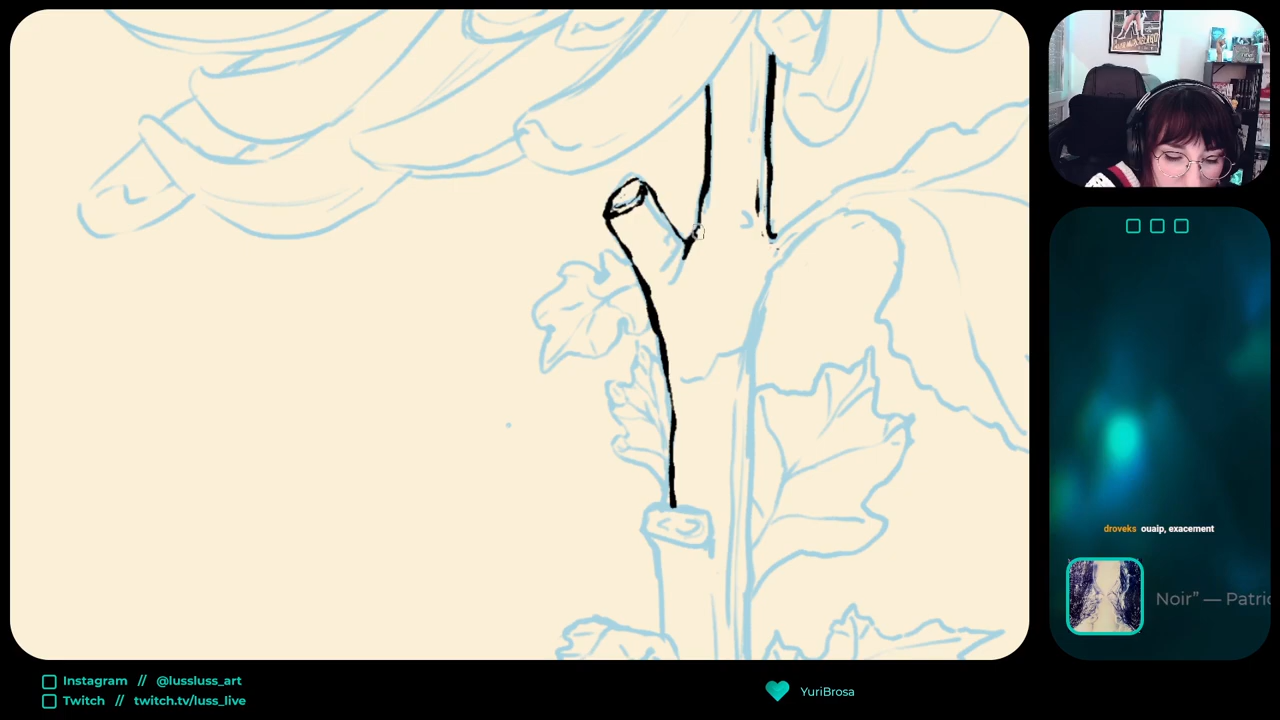 droveks ouaip, exacement
Noir” — Patric
Instagram // @lussluss_art
Twitch // twitch.tv/luss_live
YuriBrosa